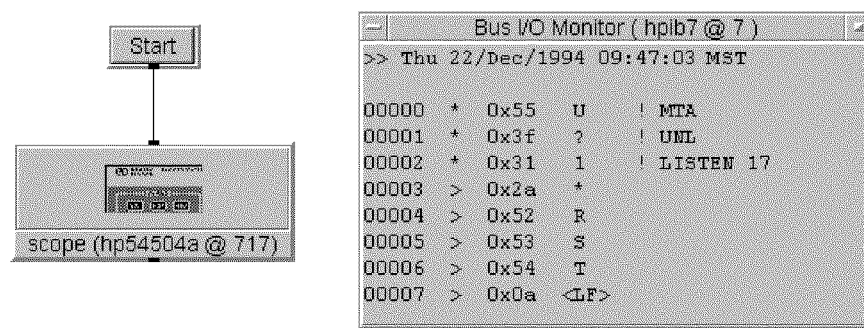 Start
scope (hp54504a @ 717)
Bus I/O Monitor ( hpib7 @ 7 )
>> Thu 22/Dec/1994 09:47:03 MST
00000 * 0x55 U ! MTA
00001 * 0x3f ? ! UNL
00002 * 0x31 1 ! LISTEN 17
00003 > 0x2a *
00004 > 0x52 R
00005 > 0x53 S
00006 > 0x54 T
00007 > 0x0a <LF>